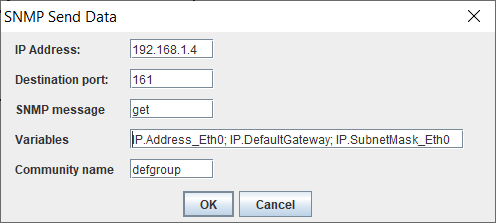 SNMP Send Data
IP Address: 192.168.1.4
Destination port: 161
SNMP message get
Variables IP.Address_Eth0; IP.DefaultGateway; IP.SubnetMask_Eth0
Community name defgroup
OK Cancel